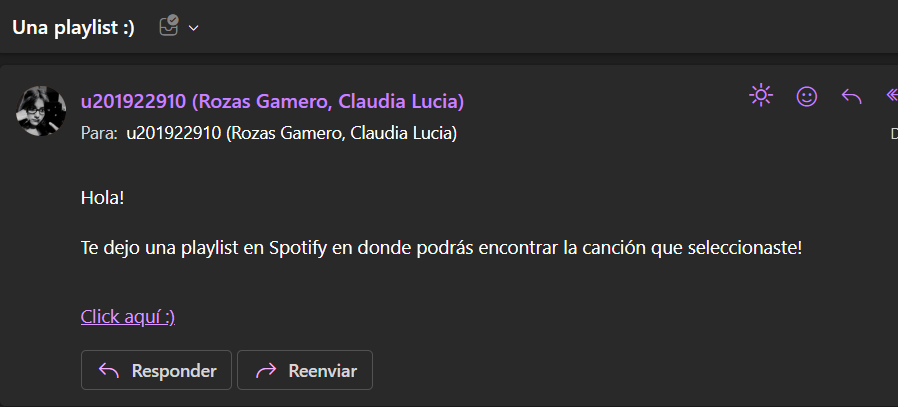 Una playlist :)
u201922910 (Rozas Gamero, Claudia Lucia)
Para: u201922910 (Rozas Gamero, Claudia Lucia)
D
Hola!
Te dejo una playlist en Spotify en donde podrás encontrar la canción que seleccionaste!
Click aquí :)
Responder
Reenviar